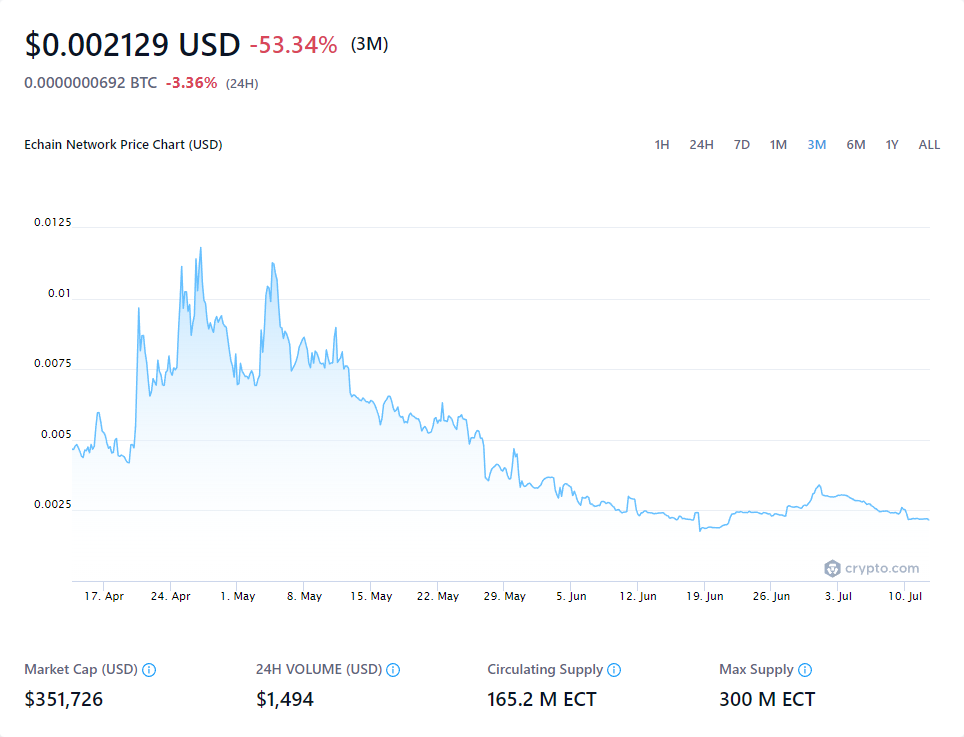 $0.002129 USD -53.34% (3M)
0.0000000692 BTC -3.36% (24H)
Echain Network Price Chart (USD)
1H 24H 7D 1M 3M 6M 1Y ALL
0.0125
0.01
0.0075
0.005
0.0025
crypto.com
17. Apr 24. Apr 1. May 8. May 15. May 22. May 29. May 5. Jun 12. Jun 19. Jun 26. Jun 3. Jul 10. Jul
Market Cap (USD) 24H VOLUME (USD) Circulating Supply Max Supply
$351,726 $1,494 165.2 M ECT 300 M ECT